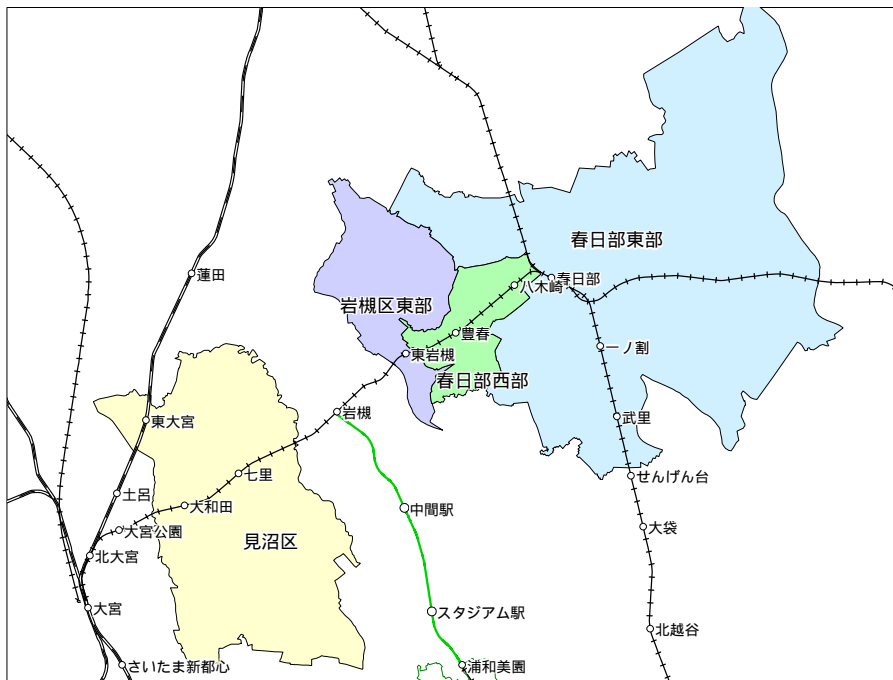 春日部東部
蓮田
春日部
八木崎
岩槻区東部
豊春
一ノ割
東岩槻
春日部西部
岩槻
武里
東大宮
七里
せんげん台
土呂
大和田
中間駅
大宮公園
大袋
見沼区
北大宮
大宮
スタジアム駅
北越谷
さいたま新都心
浦和美園